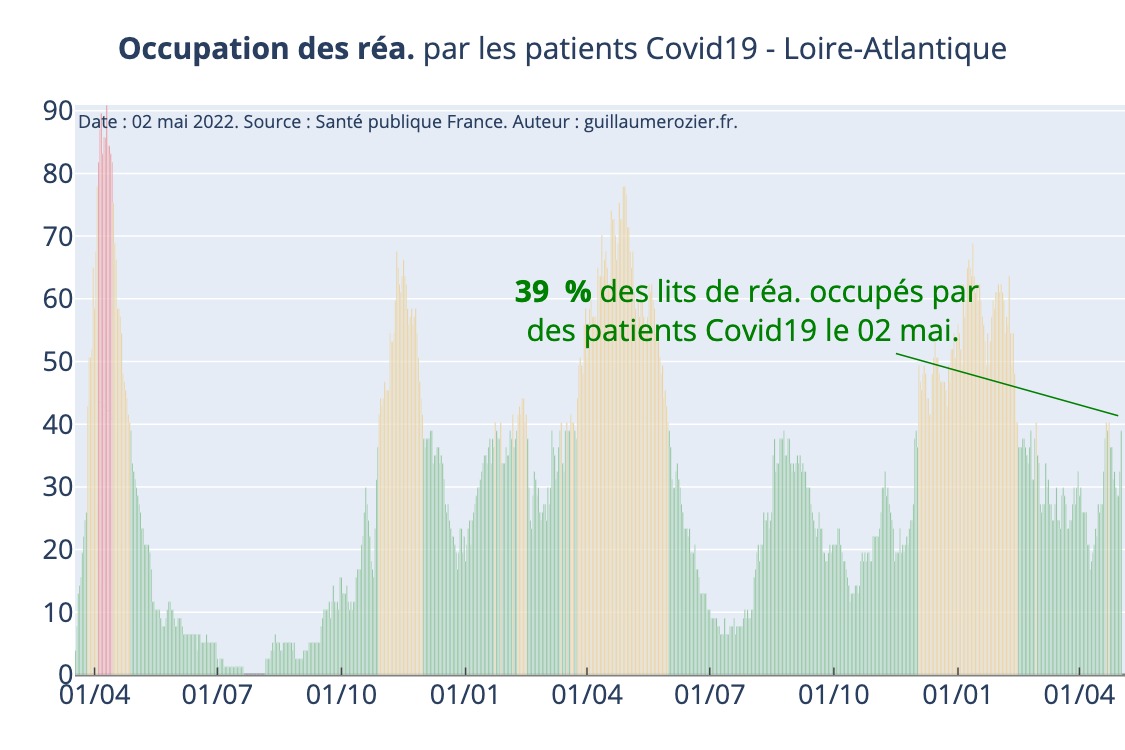 Occupation des réa. par les patients Covid19 - Loire-Atlantique
90
Date : 02 mai 2022. Source : Santé publique France. Auteur : guillaumerozier.fr.
80
70
60
39 % des lits de réa. occupés par
des patients Covid19 le 02 mai.
50
40
30
20
10
0
01/04 01/07 01/10 01/01 01/04 01/07 01/10 01/01 01/04